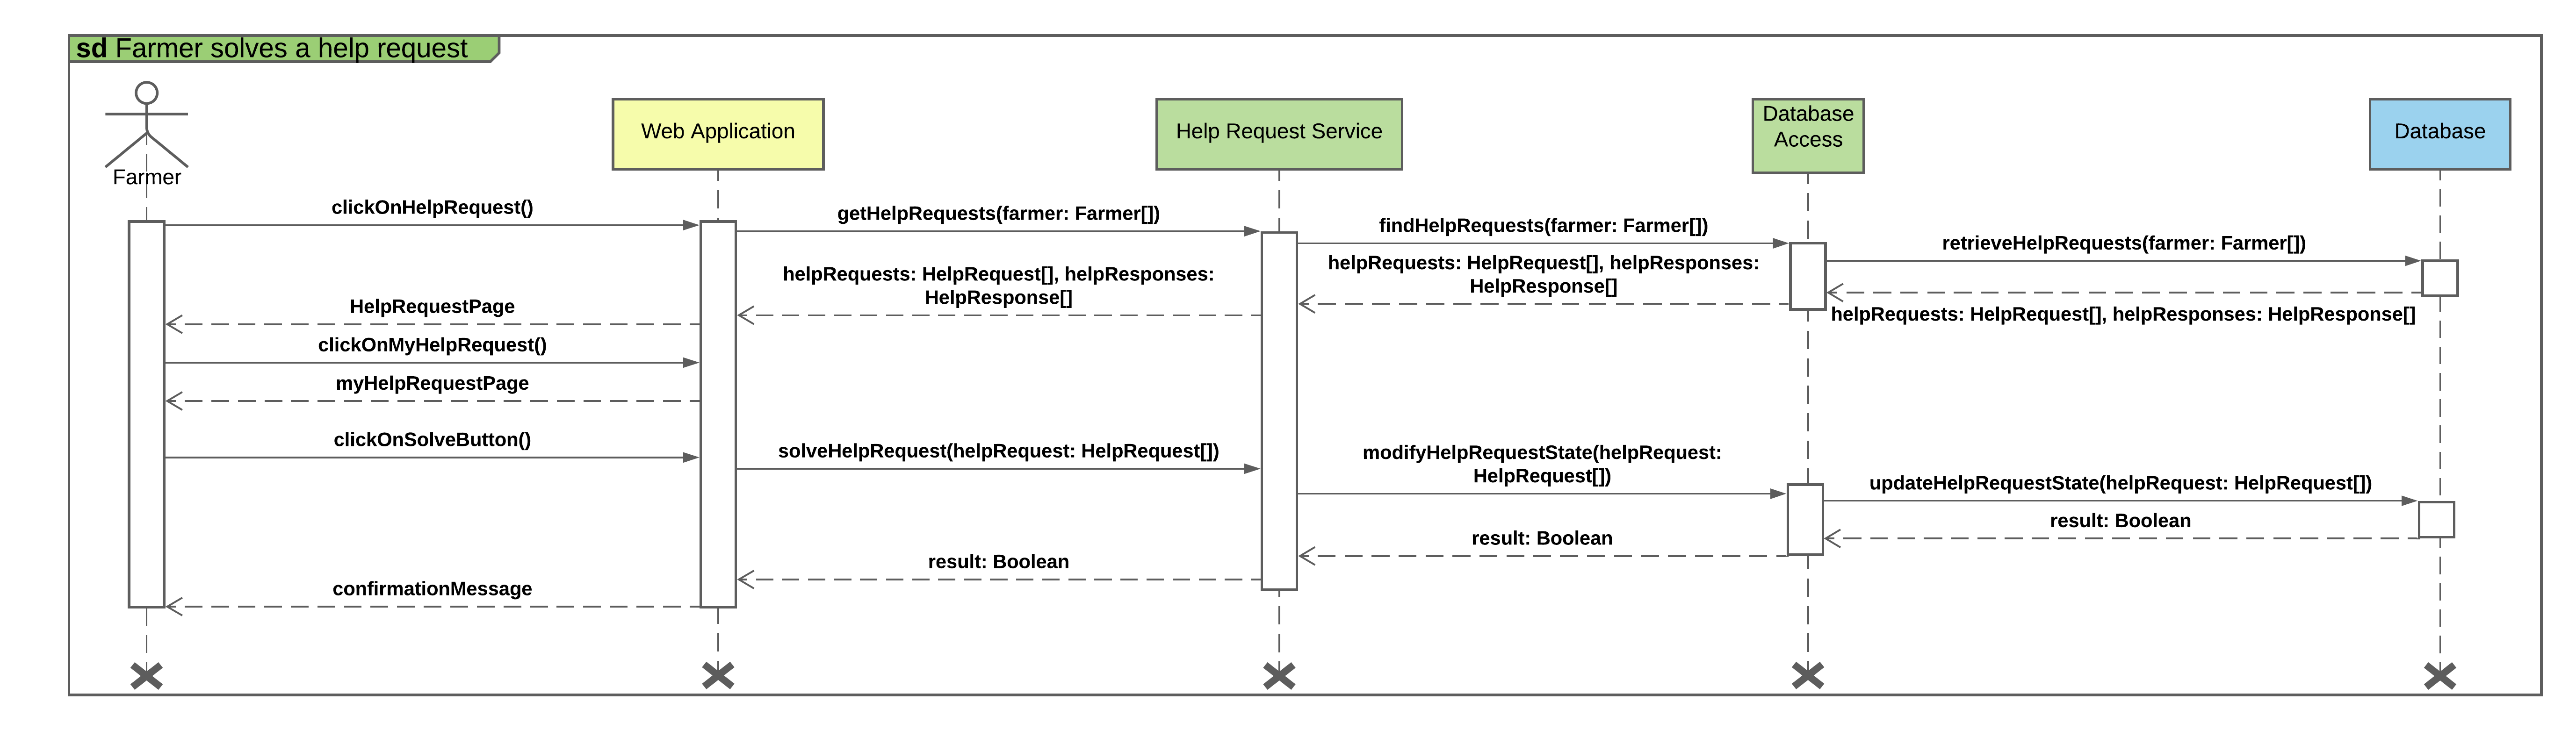 sd Farmer solves a help request
Farmer
Web Application
Help Request Service
Database
Access
Database
clickOnHelpRequest()
getHelpRequests(farmer: Farmer[])
findHelpRequests(farmer: Farmer[])
retrieveHelpRequests(farmer: Farmer[])
helpRequests: HelpRequest[], helpResponses: HelpResponse[]
helpRequests: HelpRequest[], helpResponses:
HelpResponse[]
helpRequests: HelpRequest[], helpResponses:
HelpResponse[]
HelpRequestPage
clickOnMyHelpRequest()
myHelpRequestPage
clickOnSolveButton()
solveHelpRequest(helpRequest: HelpRequest[])
modifyHelpRequestState(helpRequest:
HelpRequest[])
updateHelpRequestState(helpRequest: HelpRequest[])
result: Boolean
result: Boolean
result: Boolean
confirmationMessage